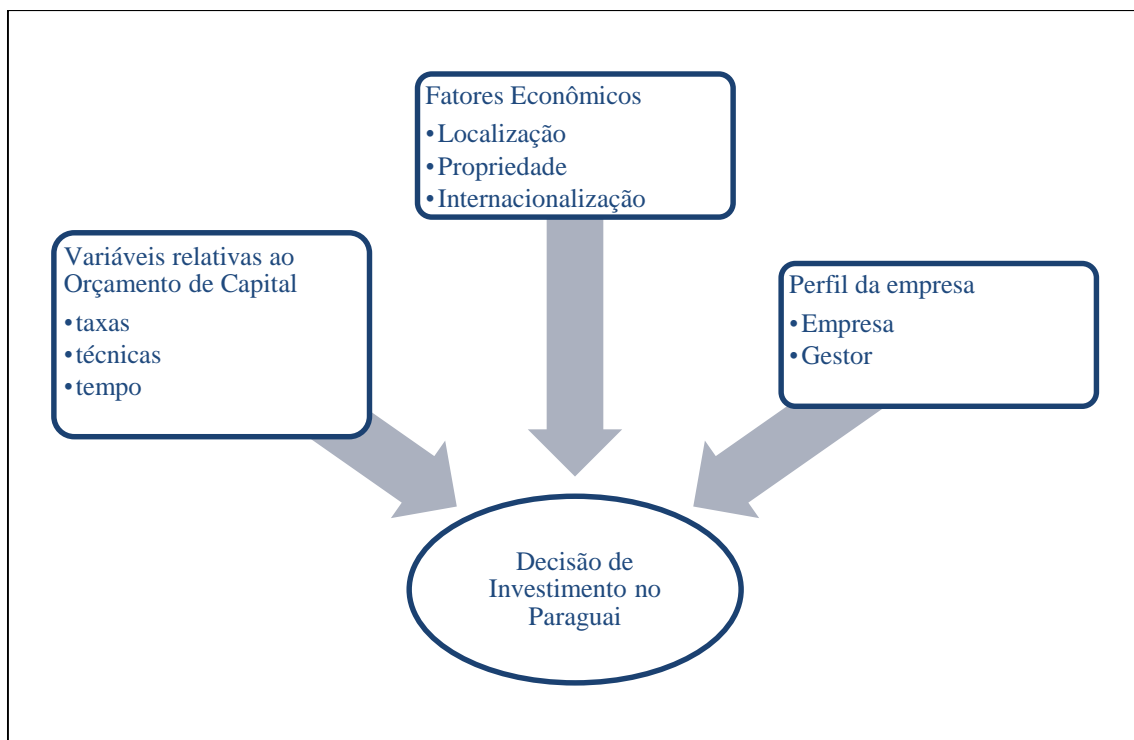 Fatores Econômicos
•Localização
•Propriedade
•Internacionalização
Variáveis relativas ao
Orçamento de Capital
•taxas
•técnicas
•tempo
Perfil da empresa
•Empresa
•Gestor
Decisão de
Investimento no
Paraguai